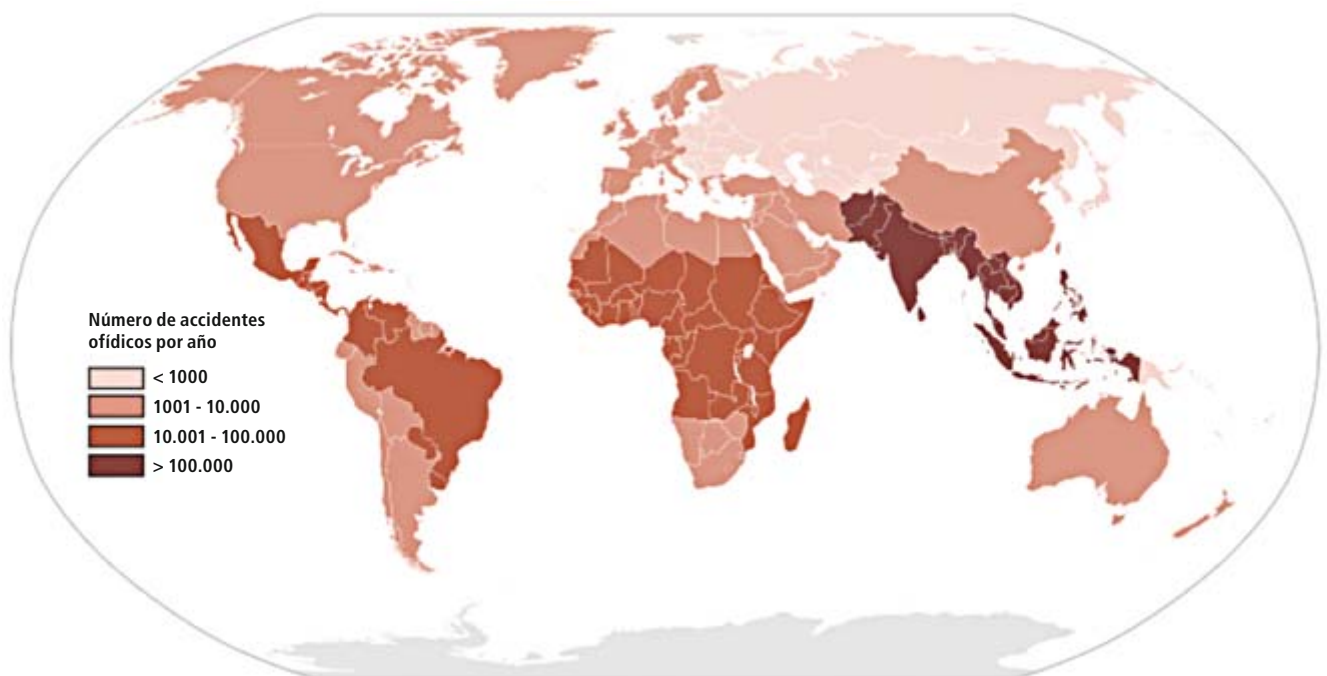 Número de accidentes
ofídicos por año
< 1000
1001 - 10.000
10.001 - 100.000
> 100.000